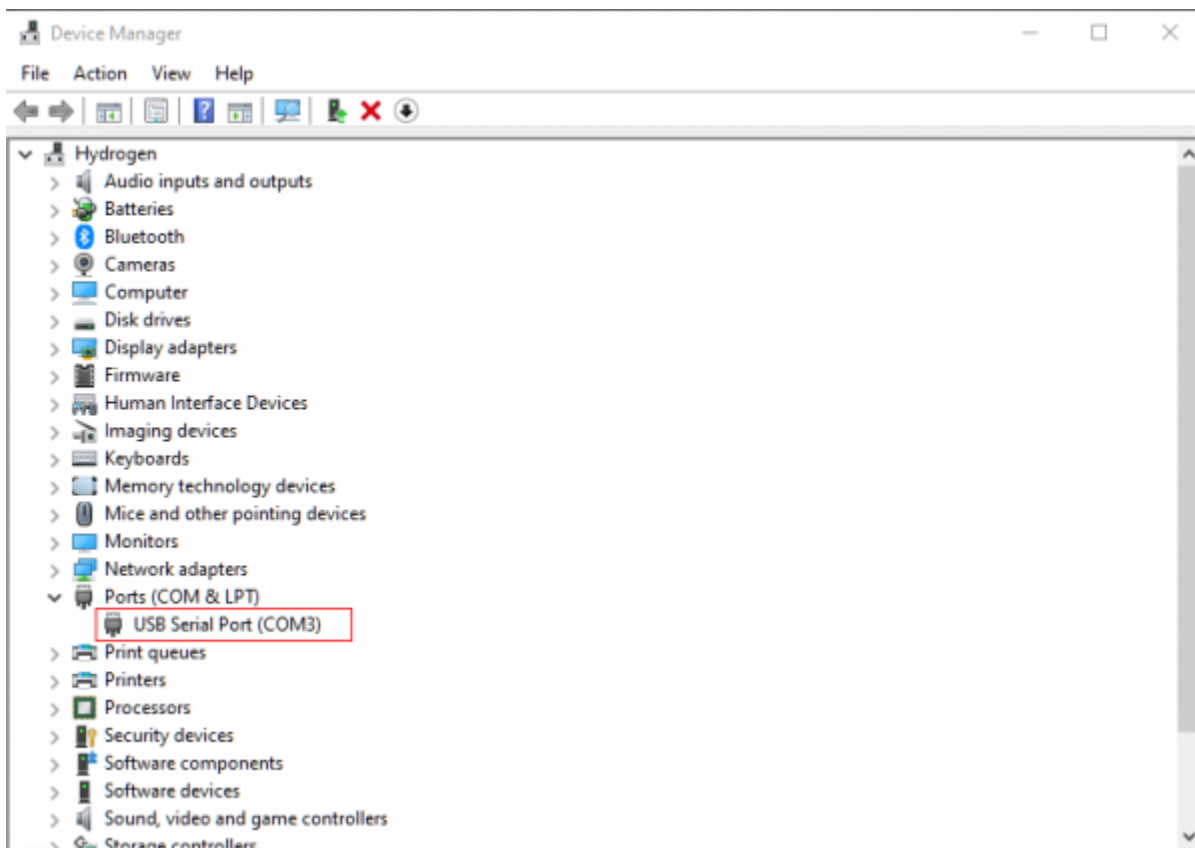 Device Manager
File Action View Help
Hydrogen
Audio inputs and outputs
Batteries
Bluetooth
Cameras
Computer
Disk drives
Display adapters
Firmware
Human Interface Devices
Imaging devices
Keyboards
Memory technology devices
Mice and other pointing devices
Monitors
Network adapters
Ports (COM & LPT)
USB Serial Port (COM3)
Print queues
Printers
Processors
Security devices
Software components
Software devices
Sound, video and game controllers
Storage controllers